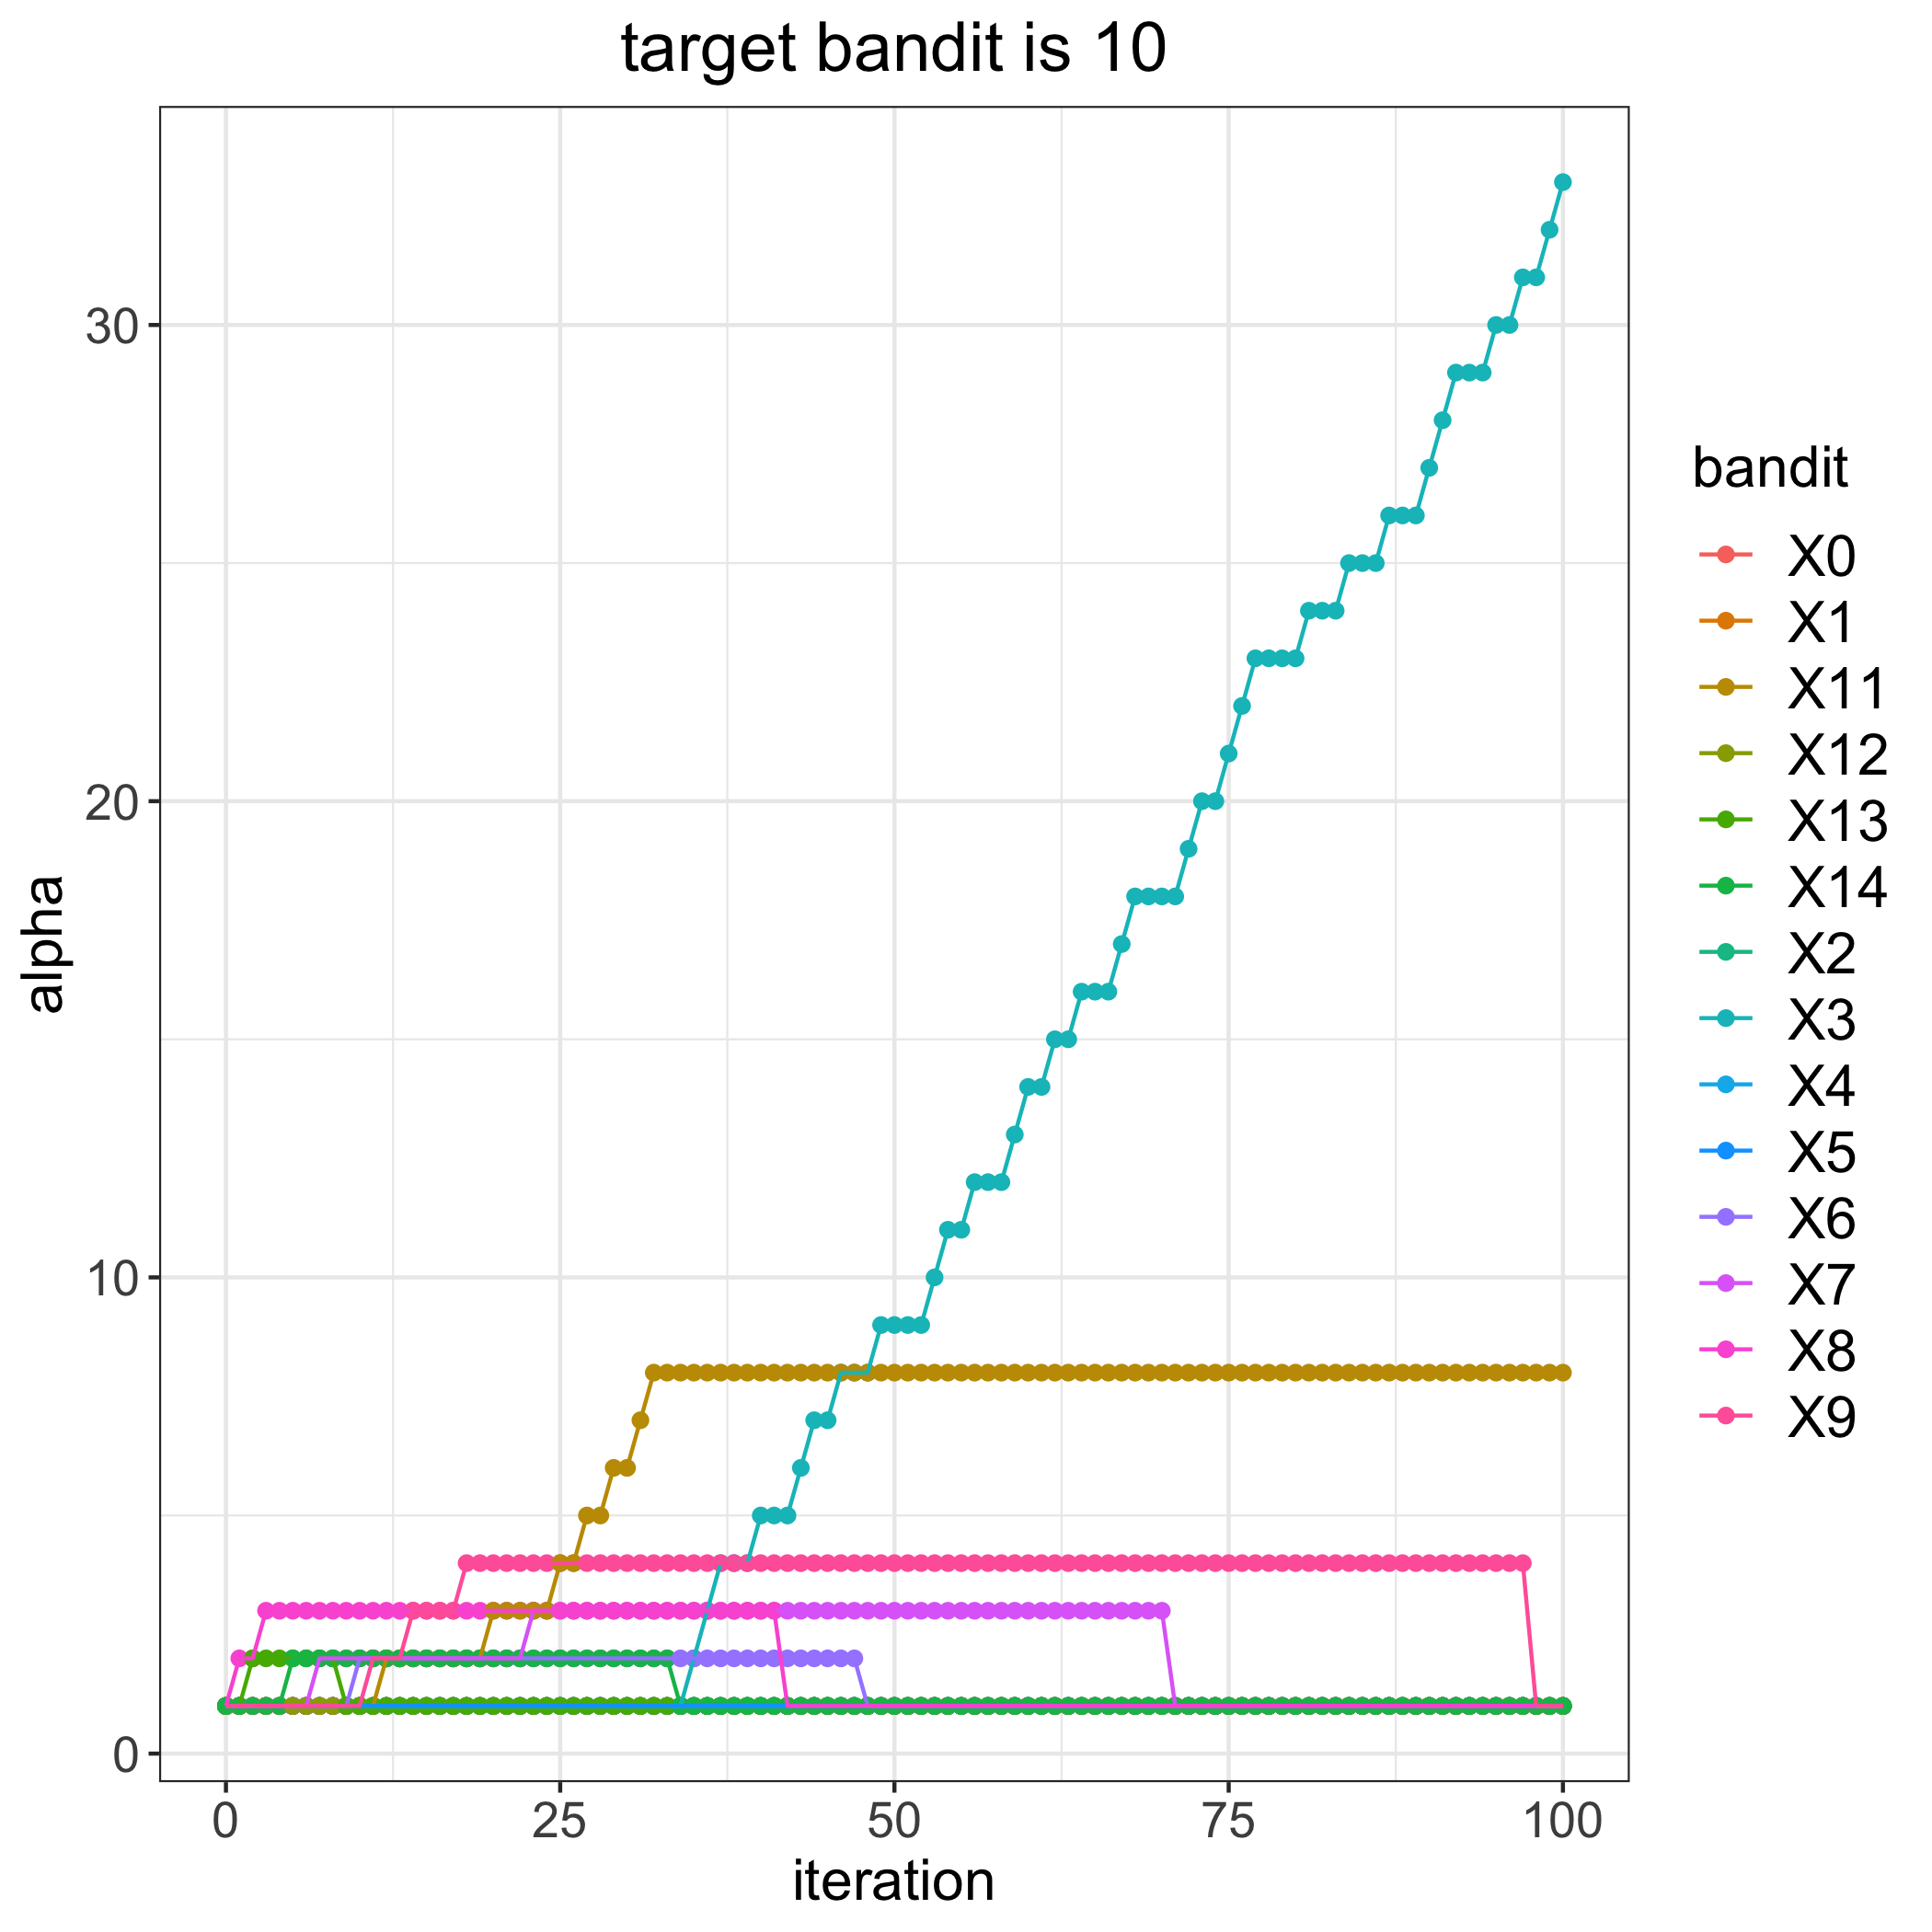 target bandit is 10
alpha
30
20
10
0
0 25 50 75 100
iteration
bandit
X0
X1
X11
X12
X13
X14
X2
X3
X4
X5
X6
X7
X8
X9